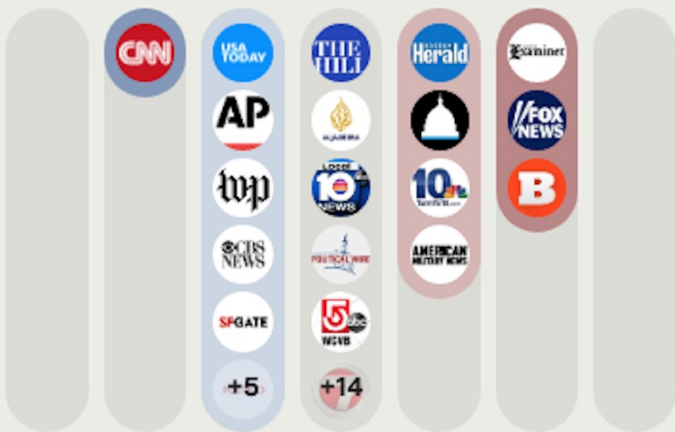 CNN
USA
TODAY
AP
wp
CBS
NEWS
SFGATE
+5
THE
HILL
ALJAZEERA
LOCAL
10
NEWS
POLITICAL WIRE
5
abc
WCVB
+14
Herald
10
AMERICAN
MILITARY NEWS
Examiner
FOX
NEWS
B